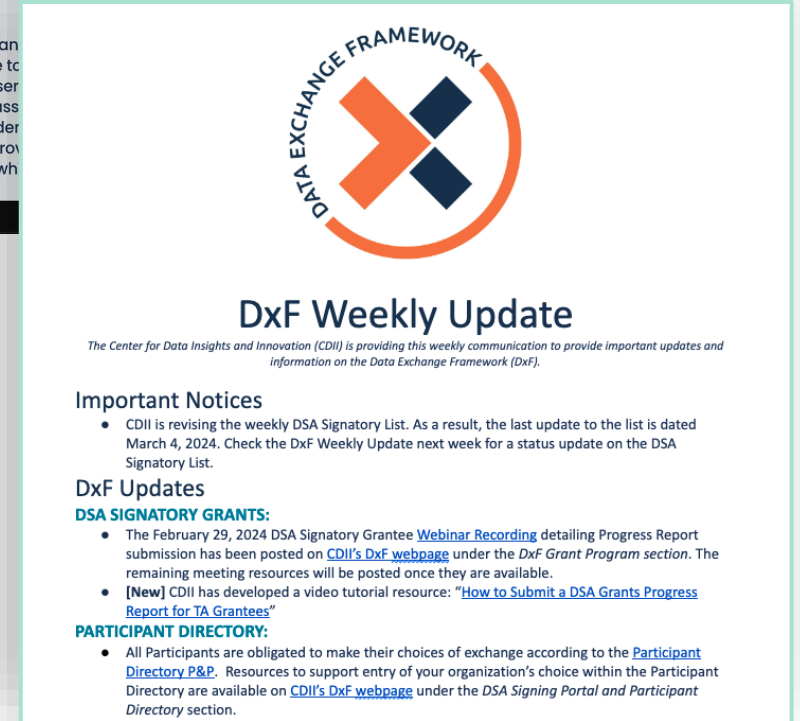 DATA EXCHANGE FRAMEWORK
DxF Weekly Update
The Center for Data Insights and Innovation (CDII) is providing this weekly communication to provide important updates and
information on the Data Exchange Framework (DxF).
Important Notices
• CDII is revising the weekly DSA Signatory List. As a result, the last update to the list is dated
March 4, 2024. Check the DxF Weekly Update next week for a status update on the DSA
Signatory List.
DxF Updates
DSA SIGNATORY GRANTS:
• The February 29, 2024 DSA Signatory Grantee Webinar Recording detailing Progress Report
submission has been posted on CDII’s DxF webpage under the DxF Grant Program section. The
remaining meeting resources will be posted once they are available.
• [New] CDII has developed a video tutorial resource: “How to Submit a DSA Grants Progress
Report for TA Grantees”
PARTICIPANT DIRECTORY:
• All Participants are obligated to make their choices of exchange according to the Participant
Directory P&P. Resources to support entry of your organization’s choice within the Participant
Directory are available on CDII’s DxF webpage under the DSA Signing Portal and Participant
Directory section.